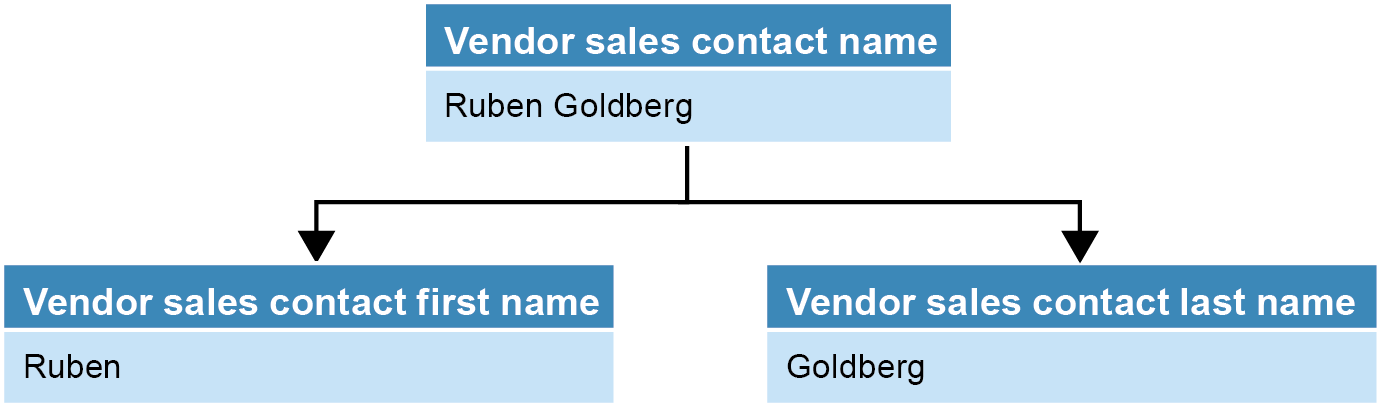 Vendor sales contact name
Ruben Goldberg
Vendor sales contact first name
Ruben
Vendor sales contact last name
Goldberg